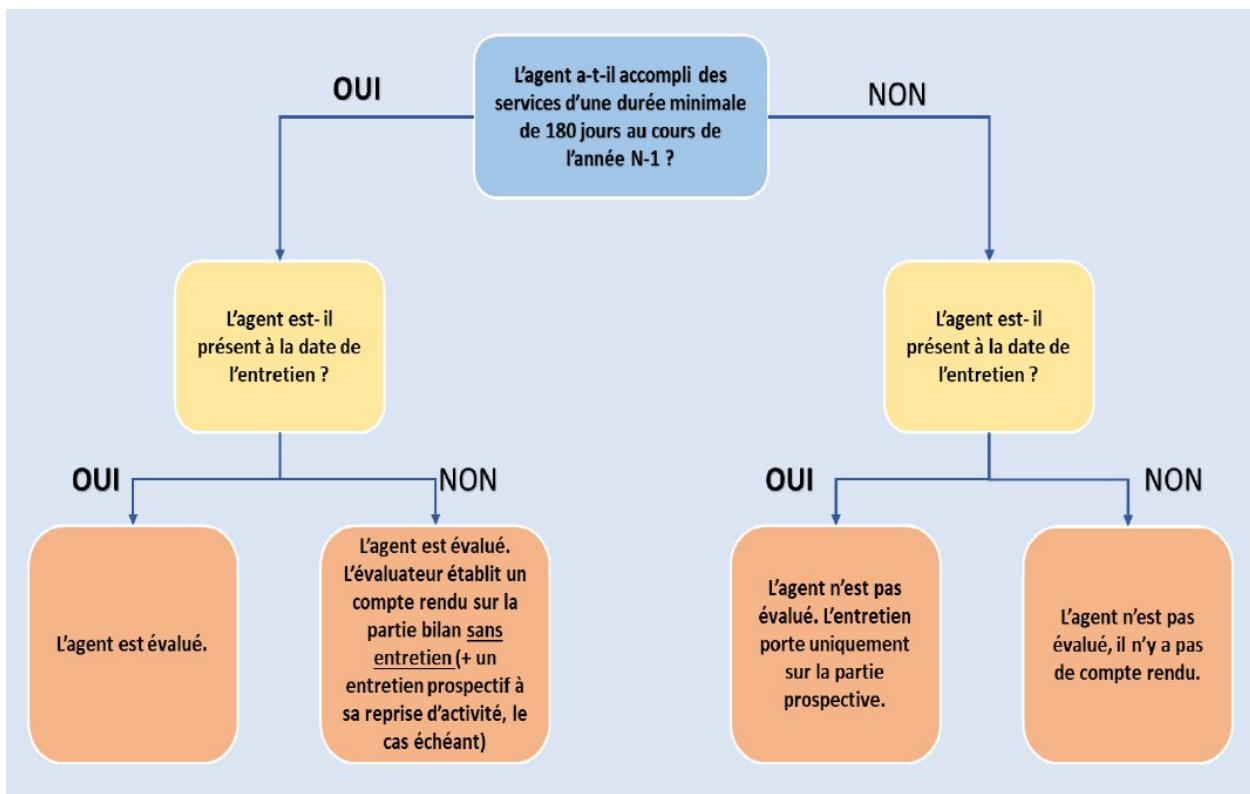 L'agent a-t-il accompli des
services d'une durée minimale
de 180 jours au cours de
l'année N-1 ?
OUI
NON
L'agent est- il
présent à la date de
l'entretien ?
L'agent est- il
présent à la date de
l'entretien ?
OUI
NON
OUI
NON
L'agent est évalué.
L'agent est évalué.
L'évaluateur établit un
compte rendu sur la
partie bilan sans
entretien (+ un
entretien prospectif à
sa reprise d'activité, le
cas échéant)
L'agent n'est pas
évalué. L'entretien
porte uniquement
sur la partie
prospective.
L'agent n'est pas
évalué, il n'y a pas
de compte rendu.